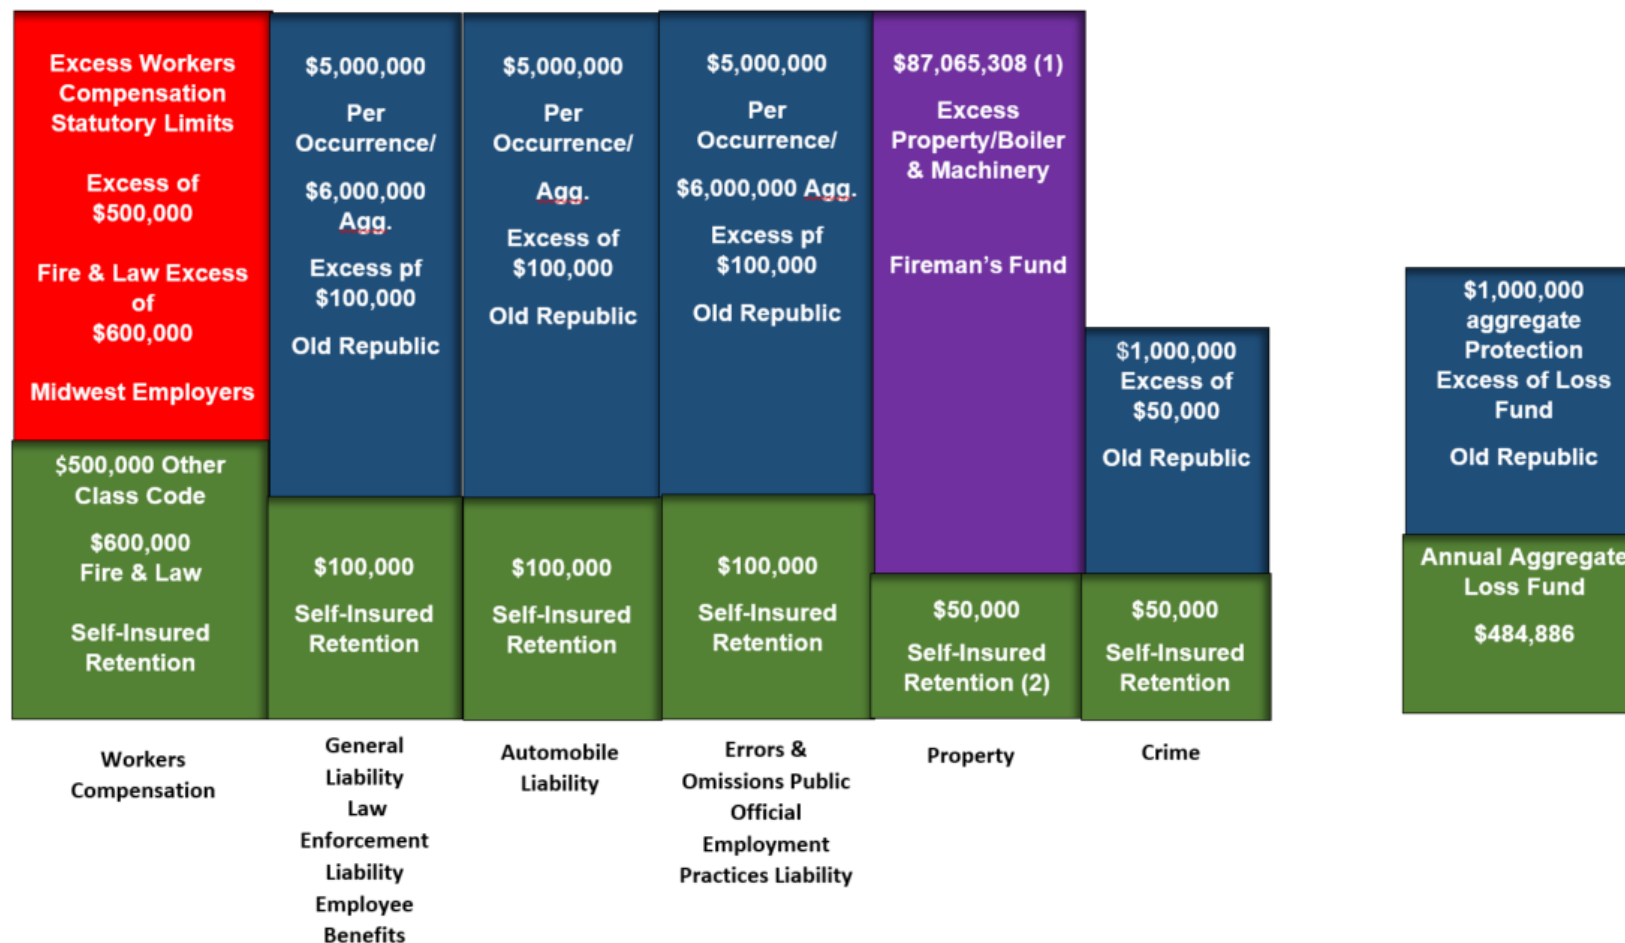 Excess Workers
Compensation
Statutory Limits
Excess of
$500,000
Fire & Law Excess
of
$600,000
Midwest Employers
$500,000 Other
Class Code
$600,000
Fire & Law
Self-Insured
Retention
Workers
Compensation
$5,000,000
Per
Occurrence/
$6,000,000
Agg.
Excess pf
$100,000
Old Republic
$100,000
Self-Insured
Retention
General
Liability
Law
Enforcement
Liability
Employee
Benefits
$5,000,000
Per
Occurrence/
Agg.
Excess of
$100,000
Old Republic
$100,000
Self-Insured
Retention
Automobile
Liability
$5,000,000
Per
Occurrence/
$6,000,000 Agg.
Excess pf
$100,000
Old Republic
$100,000
Self-Insured
Retention
Errors &
Omissions Public
Official
Employment
Practices Liability
$87,065,308 (1)
Excess
Property/Boiler
& Machinery
Fireman’s Fund
$50,000
Self-Insured
Retention (2)
Property
$1,000,000
Excess of
$50,000
Old Republic
$50,000
Self-Insured
Retention
Crime
$1,000,000
aggregate
Protection
Excess of Loss
Fund
Old Republic
Annual Aggregate
Loss Fund
$484,886